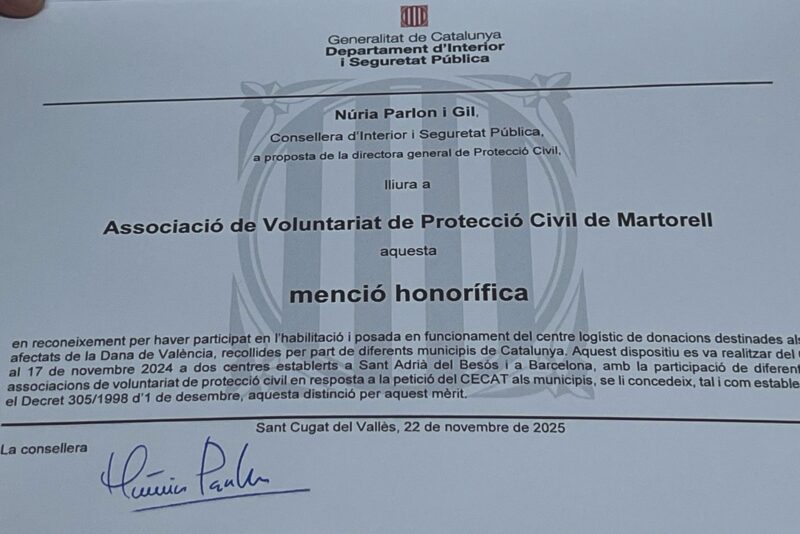 Generalitat de Catalunya
Departament d'Interior
i Seguretat Pública
Núria Parlon i Gil,
Consellera d'Interior i Seguretat Pública,
a proposta de la directora general de Protecció Civil,
lliura a
Associació de Voluntariat de Protecció Civil de Martorell
aquesta
menció honorífica
en reconeixement per haver participat en l'habilitació i posada en funcionament del centre logístic de donacions destinades als
afectats de la Dana de València, recollides per part de diferents municipis de Catalunya. Aquest dispositiu es va realitzar del
al 17 de novembre 2024 a dos centres establerts a Sant Adrià del Besós i a Barcelona, amb la participació de diferent
associacions de voluntariat de protecció civil en resposta a la petició del CECAT als municipis, se li concedeix, tal i com estable
el Decret 305/1998 d'1 de desembre, aquesta distinció per aquest mèrit.
Sant Cugat del Vallès, 22 de novembre de 2025
La consellera
Núria Parlon